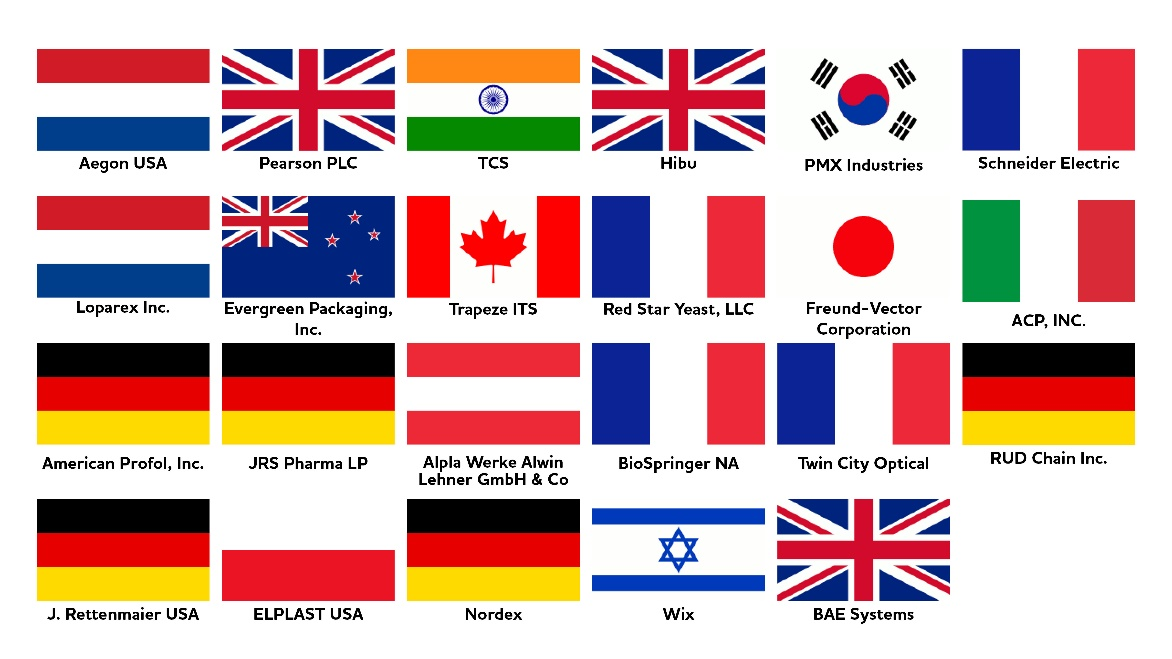 Aegon USA
Pearson PLC
TCS
Hibu
PMX Industries
Schneider Electric
Loparex Inc.
Evergreen Packaging,
Inc.
Trapeze ITS
Red Star Yeast, LLC
Freund-Vector
Corporation
ACP, INC.
American Profol, Inc.
JRS Pharma LP
Alpla Werke Alwin
Lehner GmbH & Co
BioSpringer NA
Twin City Optical
RUD Chain Inc.
J. Rettenmaier USA
ELPLAST USA
Nordex
Wix
BAE Systems